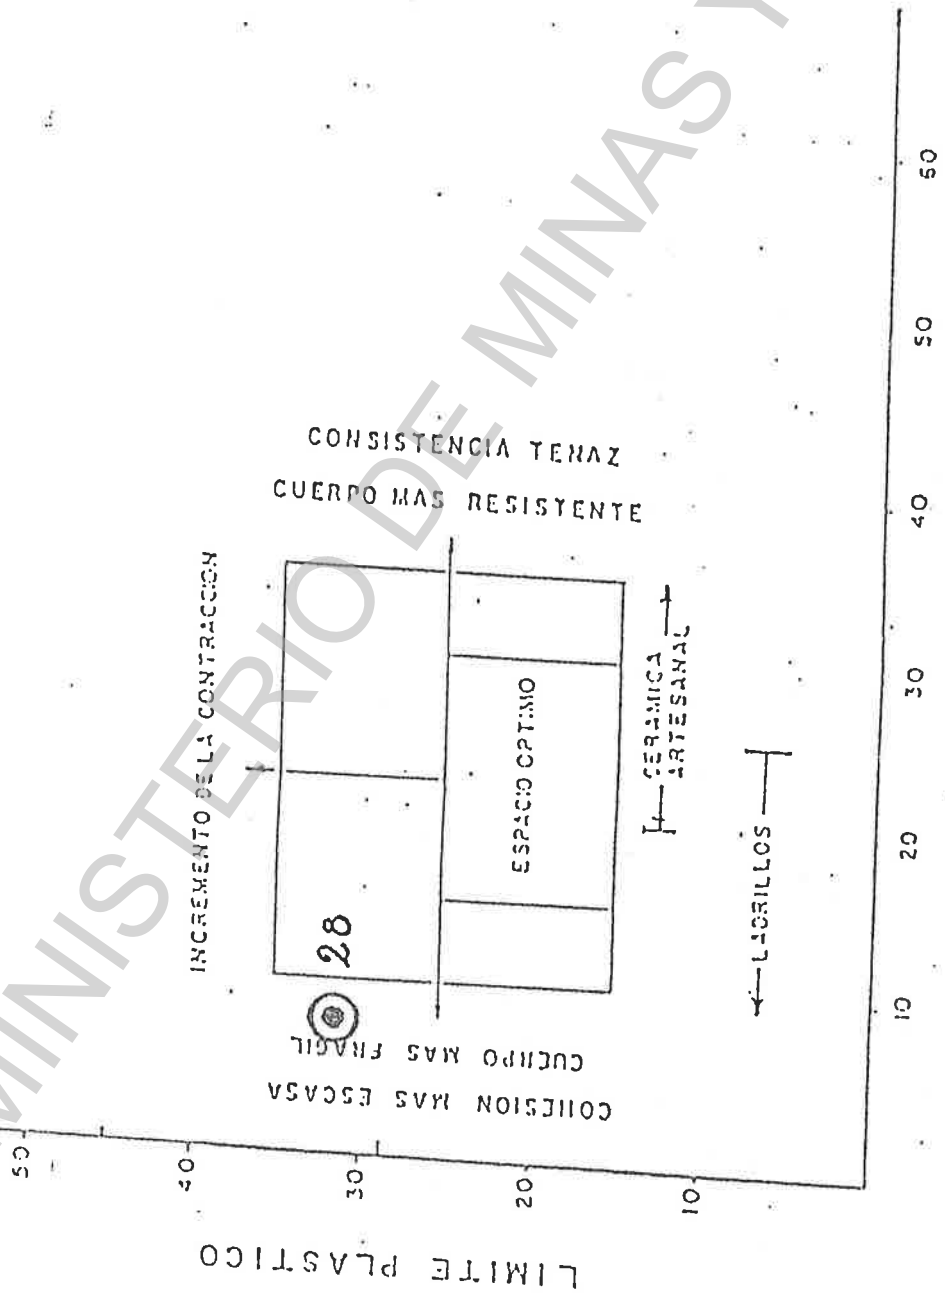 MINISTERIO DE MINAS Y
INCREMENTO DE LA CONTRACCION
CONSISTENCIA TENAZ
CUERPO MAS RESISTENTE
28
ESPACIO OPTIMO
CUERPO MAS FRAGIL
COHESION MAS ESCASA
CERAMICA
ARTESANAL
LADRILLOS
LIMITE PLASTICO
50
40
30
20
10
10
20
30
40
50
60